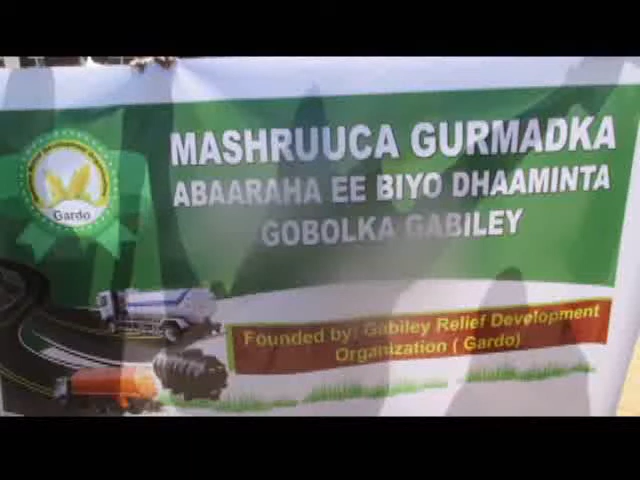 MASHRUUCA GURMADKA
ABAARAHA EE BIYO DHAAMINTA
GOBOLKA GABILEY
Gardo
Founded by: Gabiley Relief Development
Organization ( Gardo)